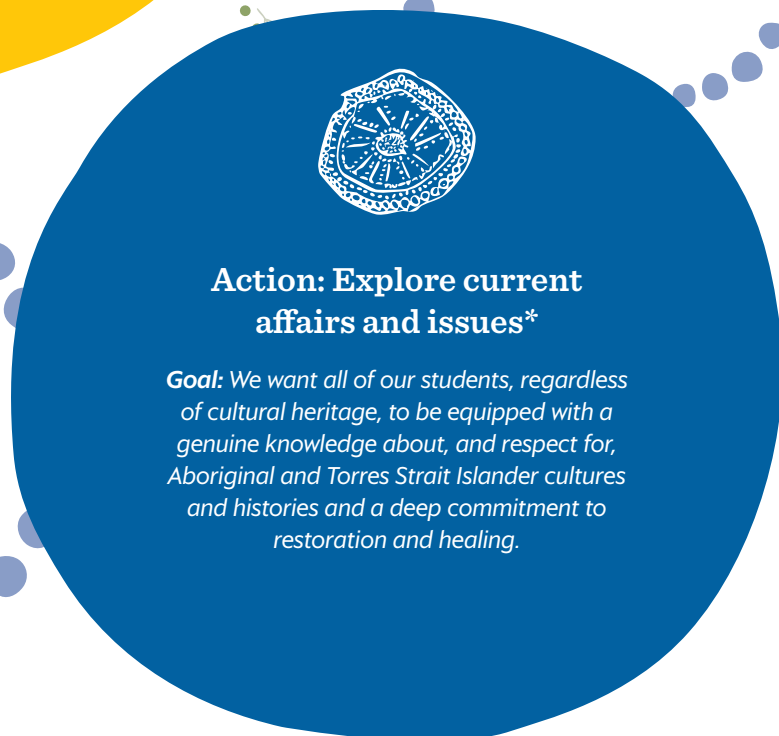 Action: Explore current
affairs and issues*
Goal: We want all of our students, regardless
of cultural heritage, to be equipped with a
genuine knowledge about, and respect for,
Aboriginal and Torres Strait Islander cultures
and histories and a deep commitment to
restoration and healing.